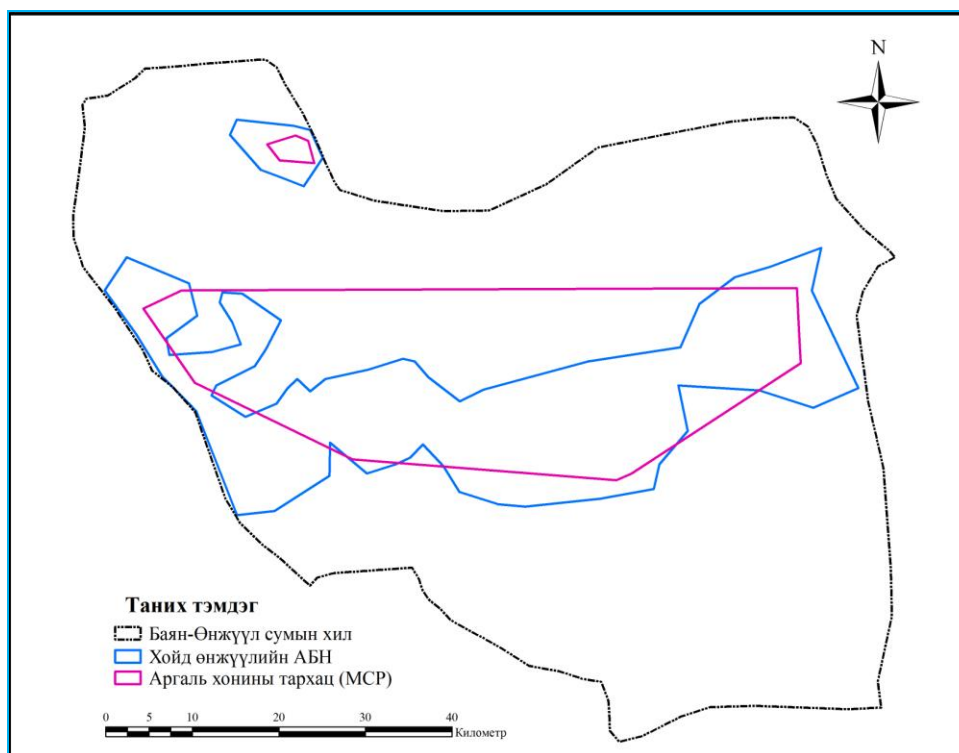 N
Таних тэмдэг
Баян-Өнжүүл сумын хил
Хойд өнжүүлийн АБН
Аргаль хонины тархац (МСР)
0 5 10 20 30 40
Километр